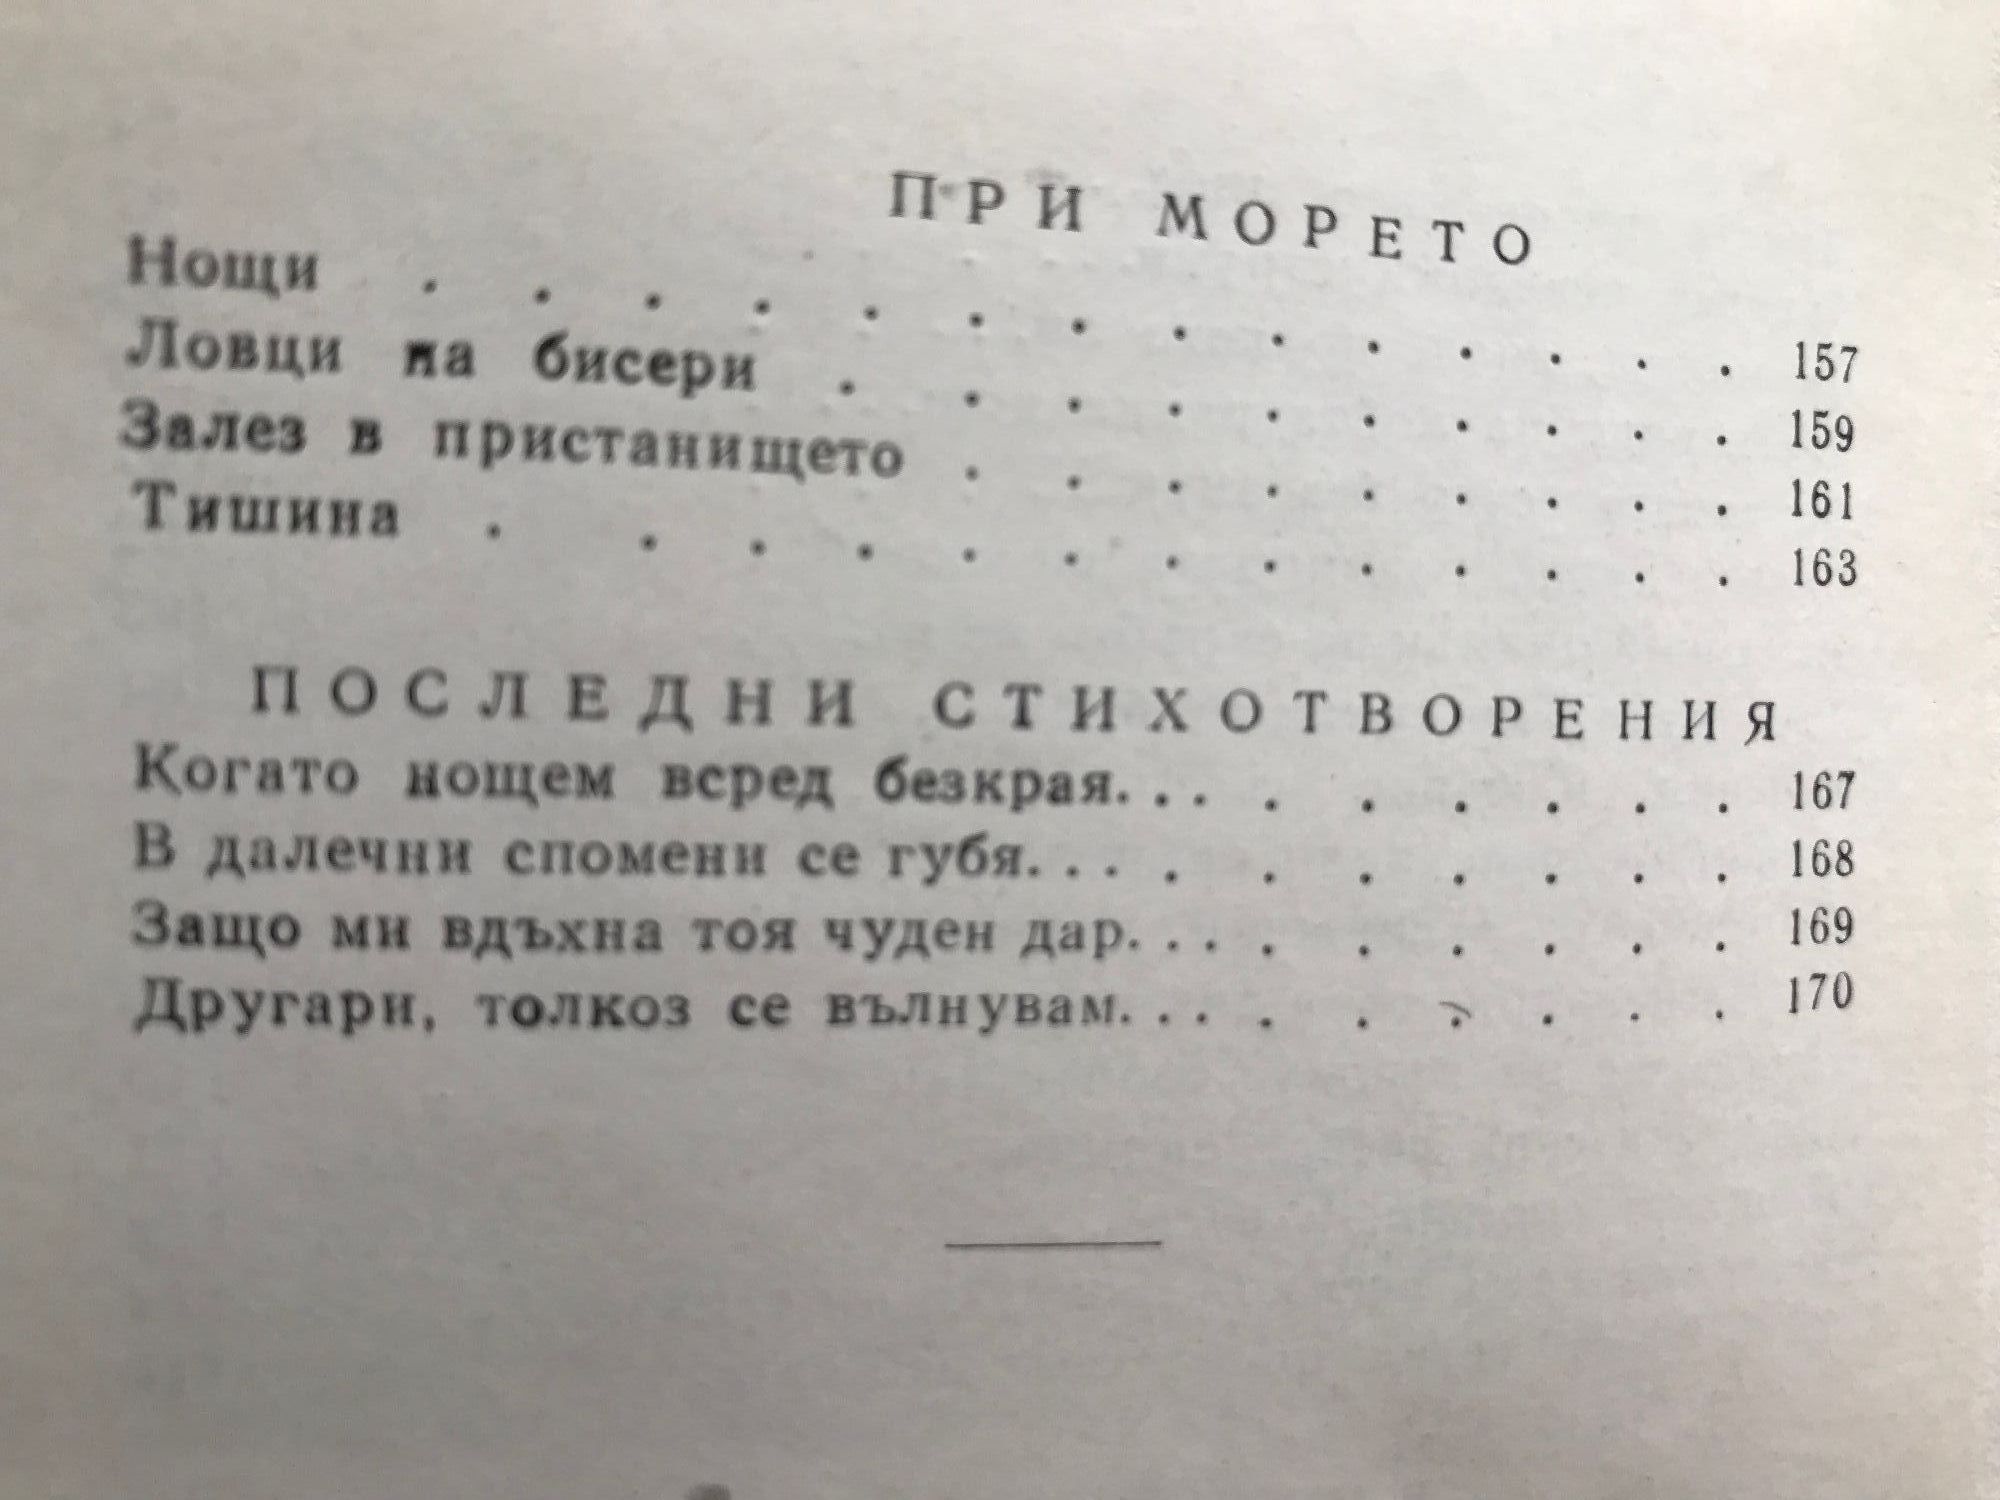 ПРИ МОРЕТО
Нощи . . . . . . . . . . . . . . 157
Ловци на бисери . . . . . . . . . . 159
Залез в пристанището . . . . . . . . . 161
Тишина . . . . . . . . . . . . . 163
ПОСЛЕДНИ СТИХОТВОРЕНИЯ
Когато нощем всред безкрая. . . . . . . . . 167
В далечни спомени се губя. . . . . . . . . . 168
Защо ми вдъхна тоя чуден дар. . . . . . . . . 169
Другари, толкоз се вълнувам. . . . . . . . . 170